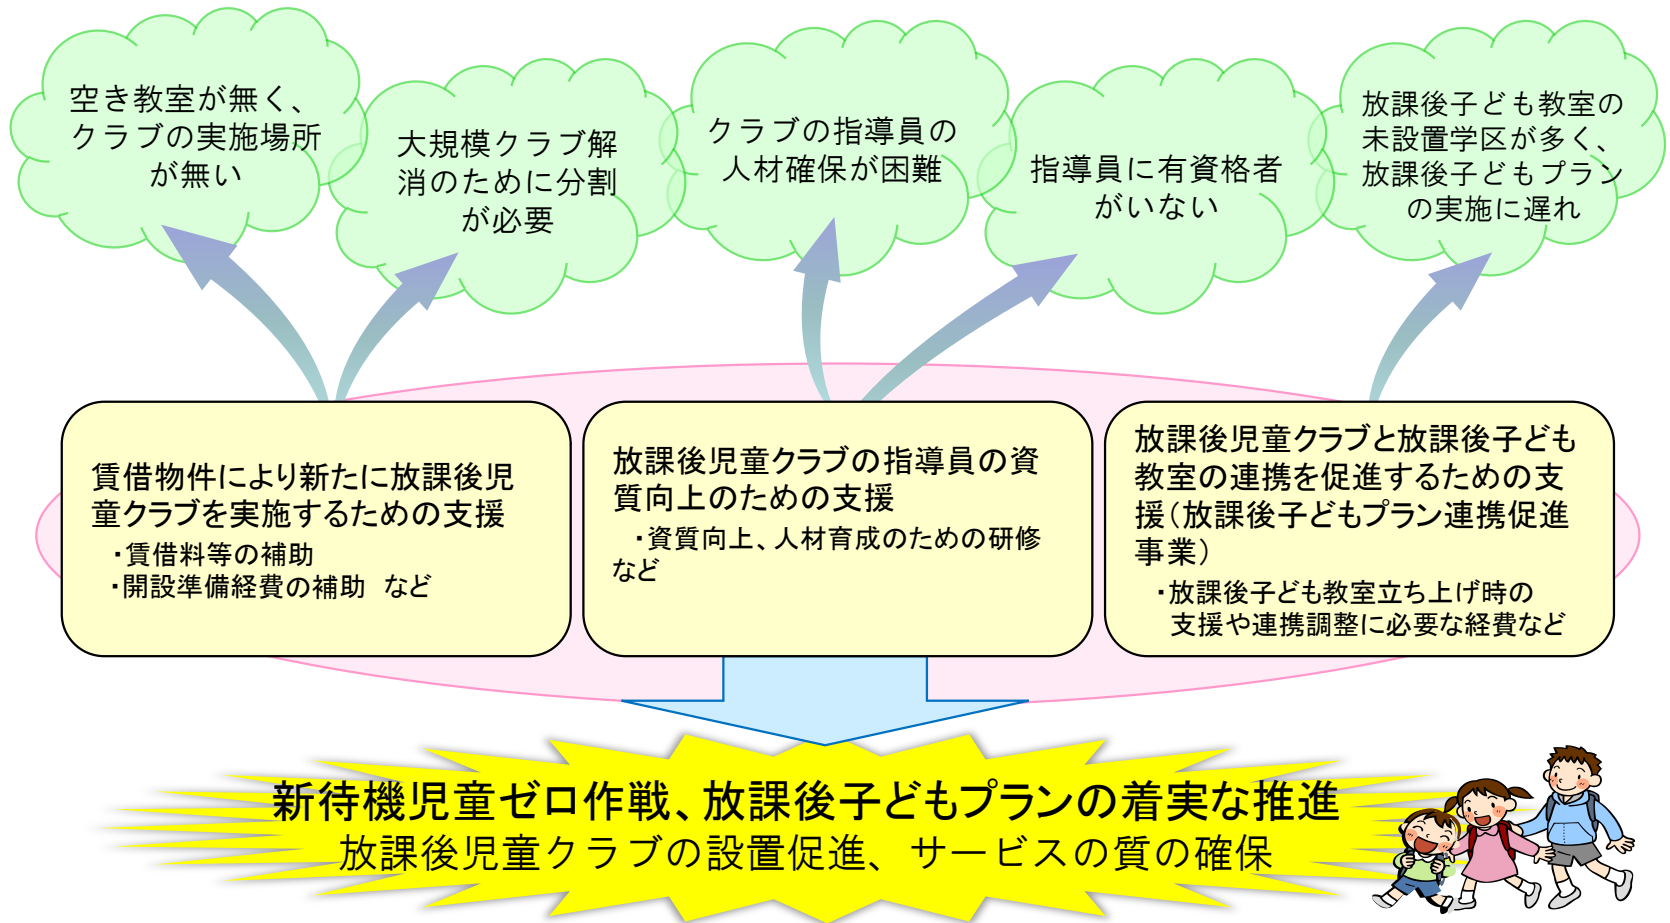 空き教室が無く、
クラブの実施場所
が無い
大規模クラブ解
消のために分割
が必要
クラブの指導員の
人材確保が困難
指導員に有資格者
がいない
放課後子ども教室の
未設置学区が多く、
放課後子どもプラン
の実施に遅れ
賃借物件により新たに放課後児
童クラブを実施するための支援
・賃借料等の補助
・開設準備経費の補助 など
放課後児童クラブの指導員の資
質向上のための支援
・資質向上、人材育成のための研修
など
放課後児童クラブと放課後子ども
教室の連携を促進するための支
援（放課後子どもプラン連携促進
事業）
・放課後子ども教室立ち上げ時の
支援や連携調整に必要な経費など
新待機児童ゼロ作戦、放課後子どもプランの着実な推進
放課後児童クラブの設置促進、サービスの質の確保